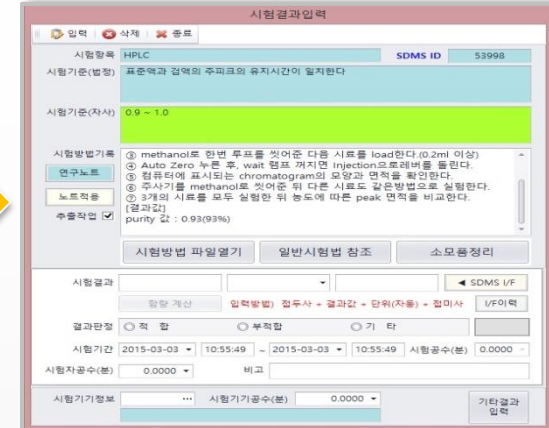 시험결과입력
입력 삭제 종료
시험항목 HPLC SDMS ID 53998
시험기준(법정) 표준액과 검액의 주피크의 유지시간이 일치한다
시험기준(자사) 0.9 ~ 1.0
시험방법기록 ③ methanol로 한번 루프를 씻어준 다음 시료를 load한다.(0.2ml 이상)
④ Auto Zero 누른 후, wait 램프 꺼지면 Injection으로레버를 돌린다.
연구노트 ⑤ 컴퓨터에 표시되는 chromatogram의 모양과 면적을 확인한다.
⑥ 주사기를 methanol로 씻어준 뒤 다른 시료도 같은방법으로 실험한다.
노트적용 ⑦ 3개의 시료를 모두 실험한 뒤 농도에 따른 peak 면적을 비교한다.
[결과값]
추출작업 purity 값 : 0.93(93%)
시험방법 파일열기 일반시험법 참조 소모품정리
시험결과 ◀ SDMS I/F
함량 계산 입력방법) 접두사 + 결과값 + 단위(자동) + 접미사 I/F이력
결과판정 적 합 부적합 기 타
시험기간 2015-03-03 10:55:49 ~ 2015-03-03 10:55:49 시험공수(분) 0.0000
시험자공수(분) 0.0000 비고
시험기기정보 ... 시험기기공수(분) 0.0000 기타결과
입력